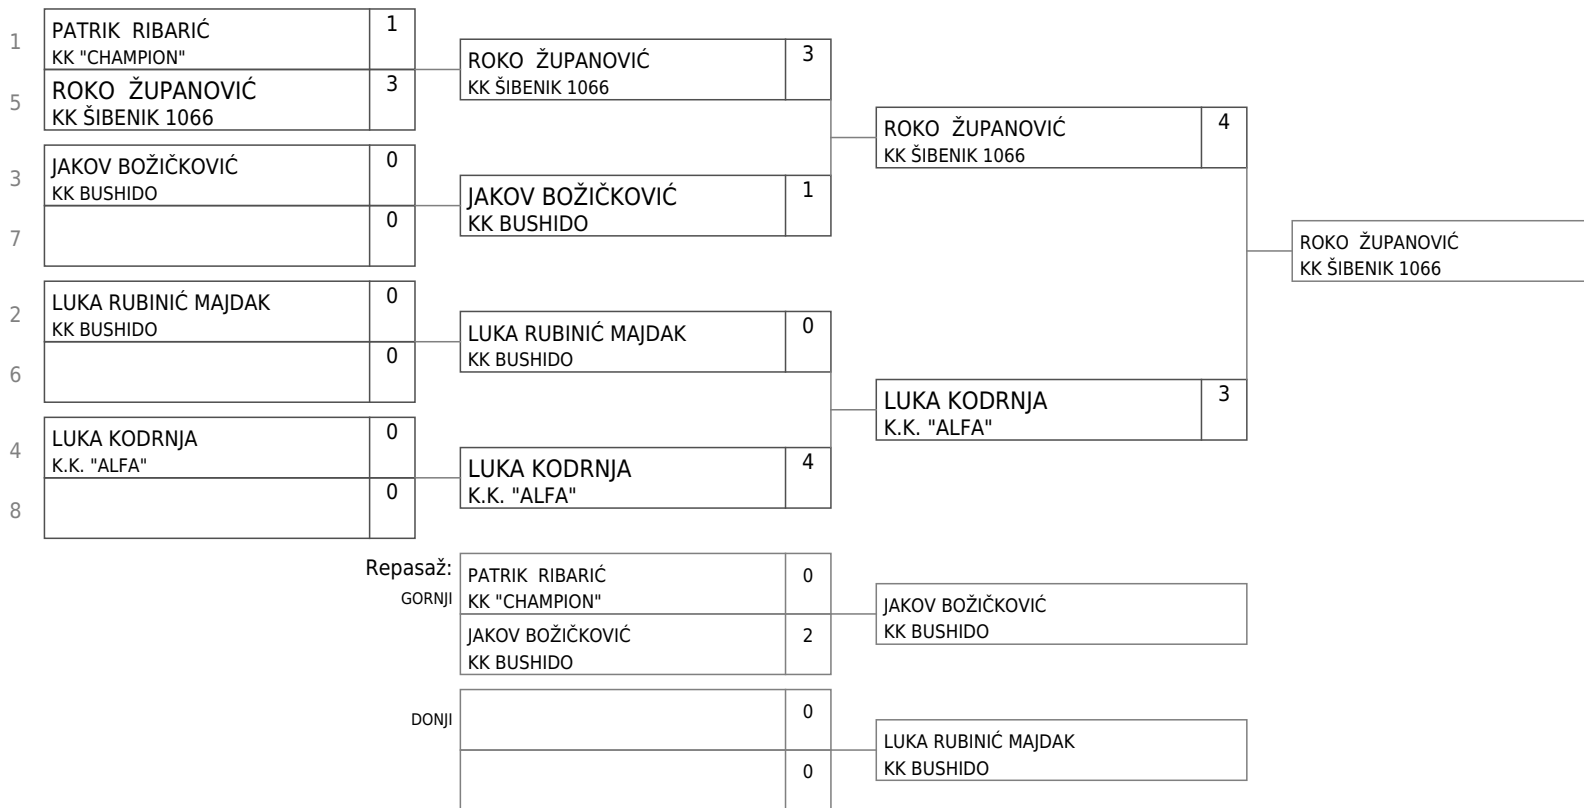 1
PATRIK RIBARIĆ
KK "CHAMPION"
1
5
ROKO ŽUPANOVIĆ
KK ŠIBENIK 1066
3
3
JAKOV BOŽIČKOVIĆ
KK BUSHIDO
0
7
0
2
LUKA RUBINIĆ MAJDAK
KK BUSHIDO
0
6
0
4
LUKA KODRNJA
K.K. "ALFA"
0
8
0
ROKO ŽUPANOVIĆ
KK ŠIBENIK 1066
3
JAKOV BOŽIČKOVIĆ
KK BUSHIDO
1
LUKA RUBINIĆ MAJDAK
KK BUSHIDO
0
LUKA KODRNJA
K.K. "ALFA"
4
ROKO ŽUPANOVIĆ
KK ŠIBENIK 1066
4
LUKA KODRNJA
K.K. "ALFA"
3
ROKO ŽUPANOVIĆ
KK ŠIBENIK 1066
Repasaž:
GORNJI
PATRIK RIBARIĆ
KK "CHAMPION"
0
JAKOV BOŽIČKOVIĆ
KK BUSHIDO
2
JAKOV BOŽIČKOVIĆ
KK BUSHIDO
DONJI
0
0
LUKA RUBINIĆ MAJDAK
KK BUSHIDO